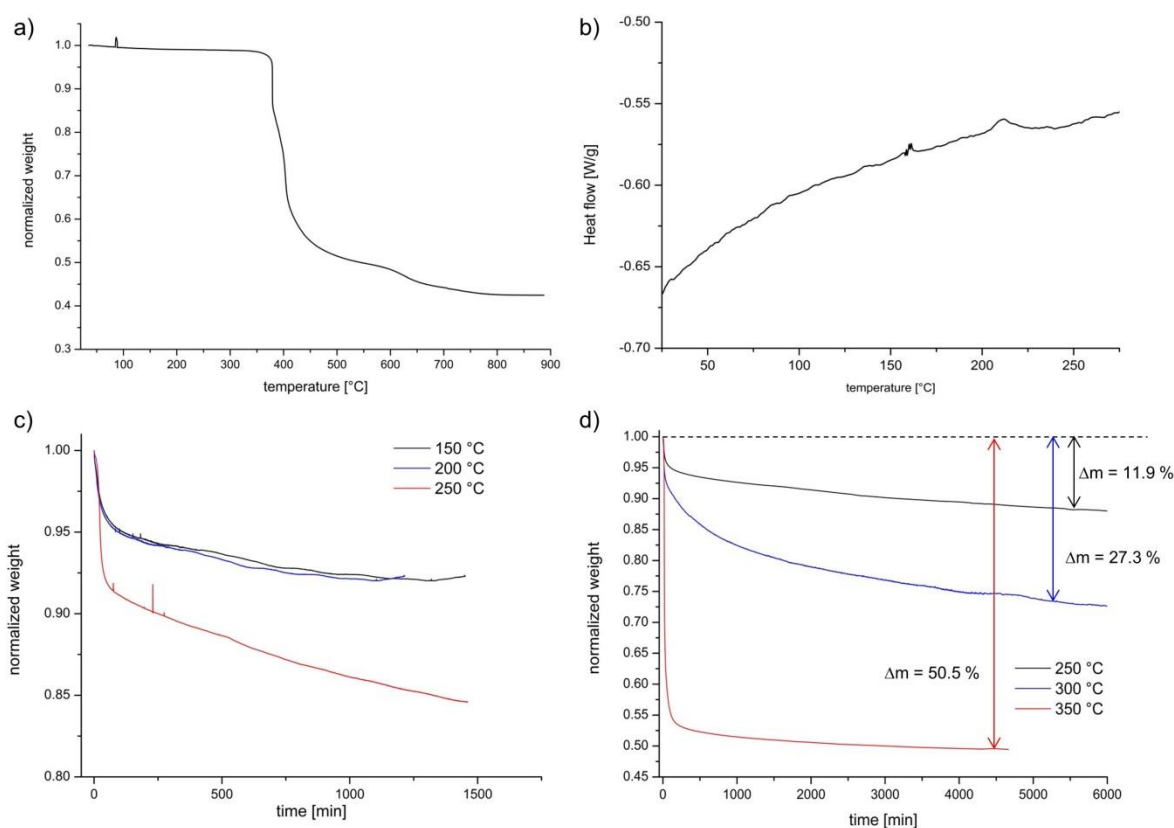 a)
1.0
0.9
0.8
0.7
0.6
0.5
0.4
0.3
normalized weight
100 200 300 400 500 600 700 800 900
temperature [°C]
b)
-0.50
-0.55
-0.60
-0.65
-0.70
Heat flow [W/g]
50 100 150 200 250
temperature [°C]
c)
1.00
0.95
0.90
0.85
0.80
normalized weight
150 °C
200 °C
250 °C
0 500 1000 1500
time [min]
d)
1.00
0.95
0.90
0.85
0.80
0.75
0.70
0.65
0.60
0.55
0.50
0.45
normalized weight
Δm = 11.9 %
Δm = 27.3 %
Δm = 50.5 %
250 °C
300 °C
350 °C
0 1000 2000 3000 4000 5000 6000
time [min]